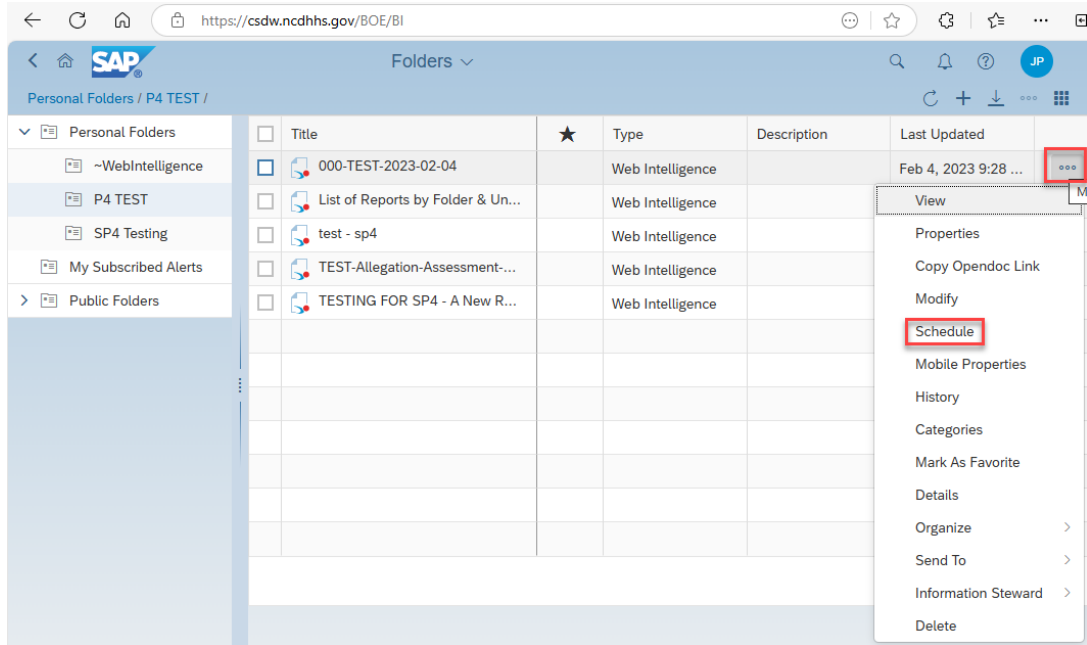 https://csdw.ncdhhs.gov/BOE/BI
SAP
Folders
JP
Personal Folders / P4 TEST /
Personal Folders
~WebIntelligence
P4 TEST
SP4 Testing
My Subscribed Alerts
Public Folders
Title ★ Type Description Last Updated
000-TEST-2023-02-04 Web Intelligence Feb 4, 2023 9:28 ...
List of Reports by Folder & Un... Web Intelligence
test - sp4 Web Intelligence
TEST-Allegation-Assessment-... Web Intelligence
TESTING FOR SP4 - A New R... Web Intelligence
M
View
Properties
Copy Opendoc Link
Modify
Schedule
Mobile Properties
History
Categories
Mark As Favorite
Details
Organize
Send To
Information Steward
Delete